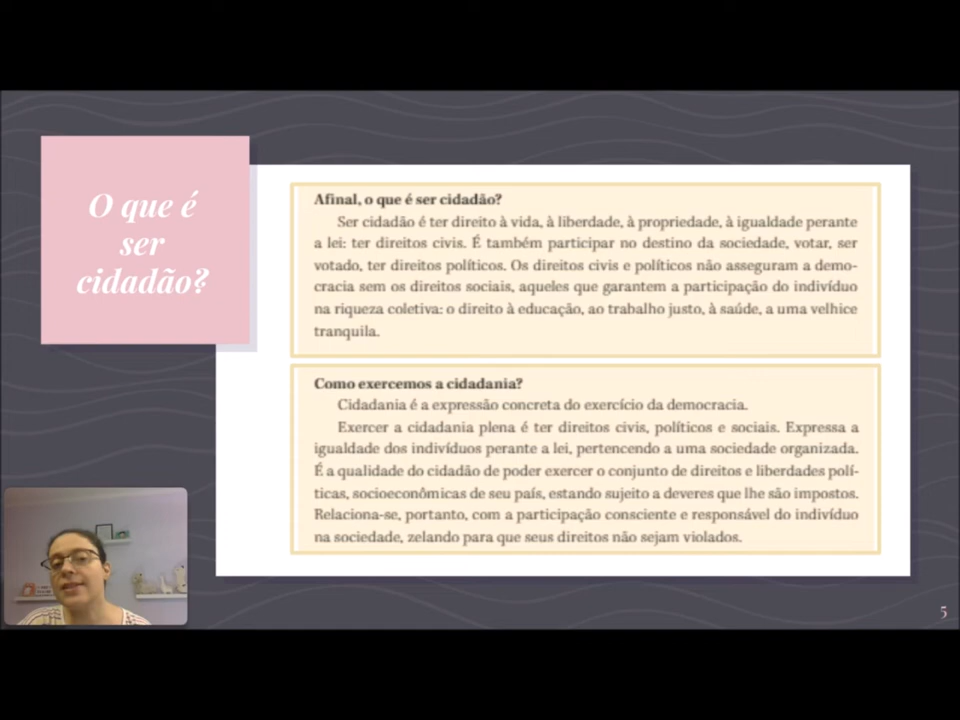 O que é
ser
cidadão?
Afinal, o que é ser cidadão?
Ser cidadão é ter direito à vida, à liberdade, à propriedade, à igualdade perante
a lei: ter direitos civis. É também participar no destino da sociedade, votar, ser
votado, ter direitos políticos. Os direitos civis e políticos não asseguram a demo-
cracia sem os direitos sociais, aqueles que garantem a participação do indivíduo
na riqueza coletiva: o direito à educação, ao trabalho justo, à saúde, a uma velhice
tranquila.
Como exercemos a cidadania?
Cidadania é a expressão concreta do exercício da democracia.
Exercer a cidadania plena é ter direitos civis, políticos e sociais. Expressa a
igualdade dos indivíduos perante a lei, pertencendo a uma sociedade organizada.
É a qualidade do cidadão de poder exercer o conjunto de direitos e liberdades polí-
ticas, socioeconômicas de seu país, estando sujeito a deveres que lhe são impostos.
Relaciona-se, portanto, com a participação consciente e responsável do indivíduo
na sociedade, zelando para que seus direitos não sejam violados.
5